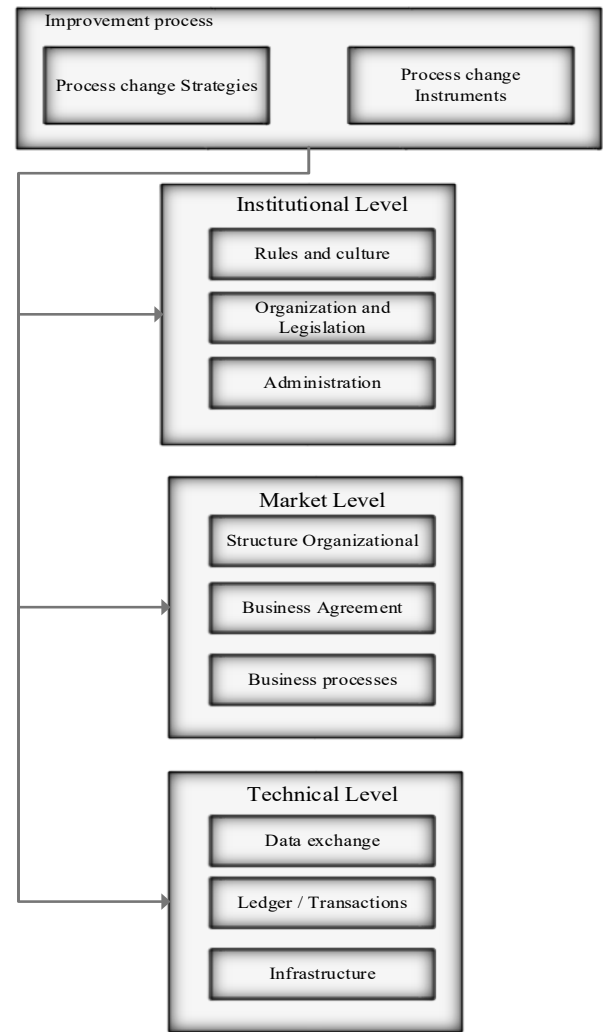 Improvement process
Process change Strategies
Process change
Instruments
Institutional Level
Rules and culture
Organization and
Legislation
Administration
Market Level
Structure Organizational
Business Agreement
Business processes
Technical Level
Data exchange
Ledger / Transactions
Infrastructure